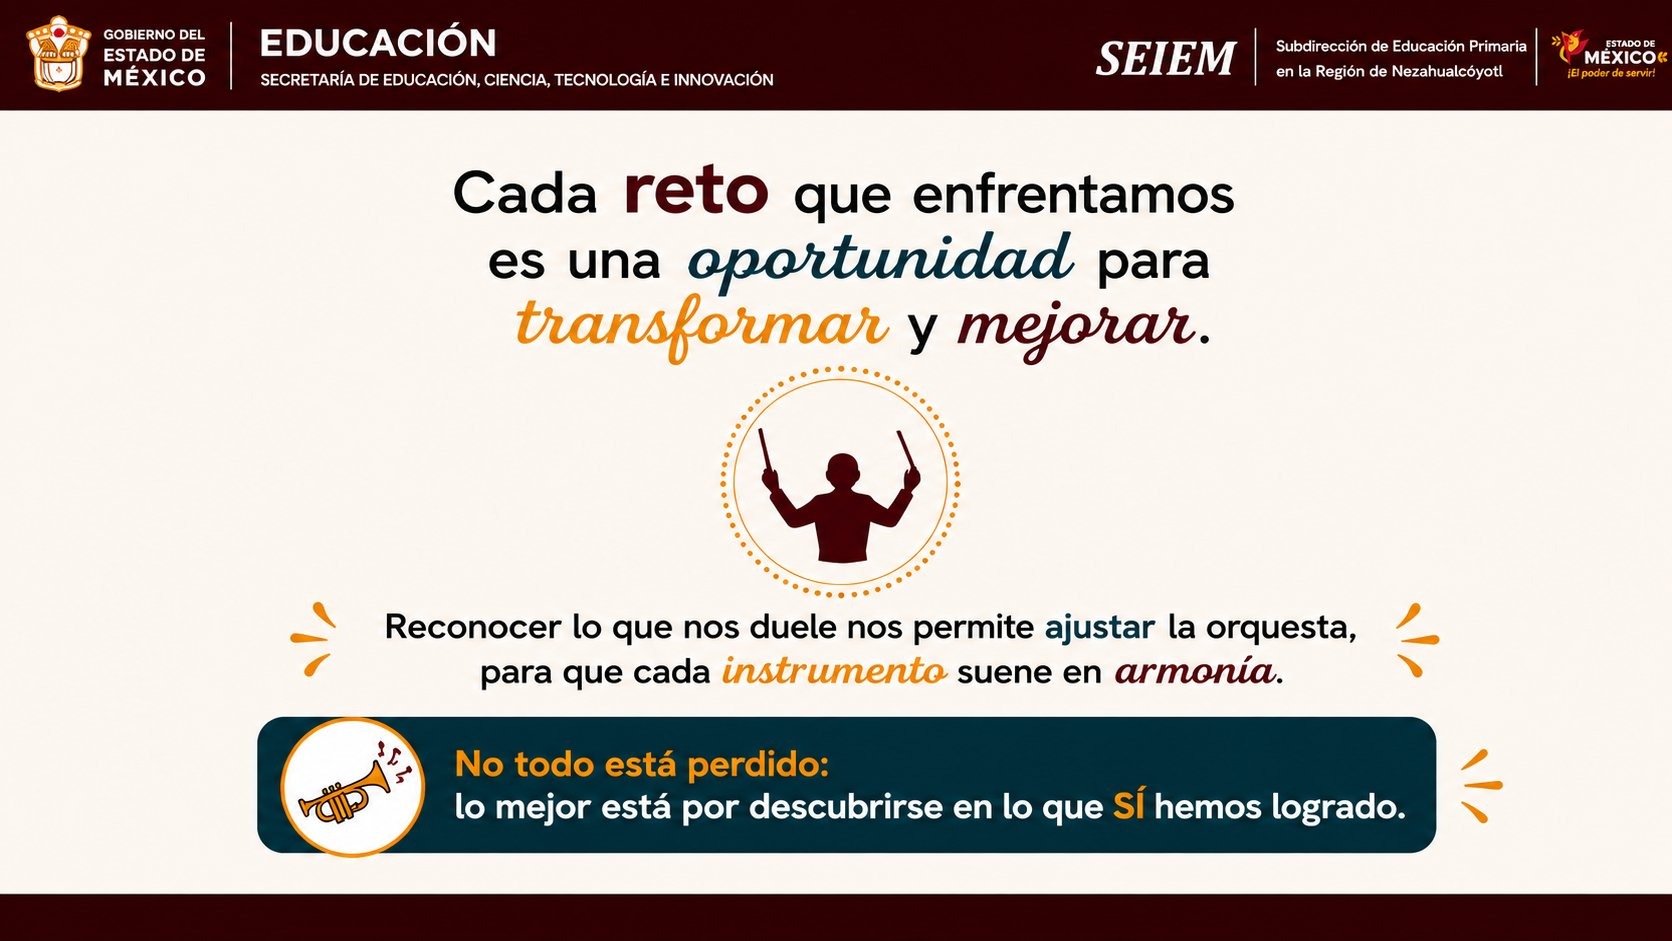 GOBIERNO DEL
ESTADO DE
MÉXICO
EDUCACIÓN
SECRETARÍA DE EDUCACIÓN, CIENCIA, TECNOLOGÍA E INNOVACIÓN
SEIEM
Subdirección de Educación Primaria
en la Región de Nezahualcóyotl
ESTADO DE
MÉXICO
¡El poder de servir!
Cada reto que enfrentamos
es una oportunidad para
transformar y mejorar.
Reconocer lo que nos duele nos permite ajustar la orquesta,
para que cada instrumento suene en armonía.
No todo está perdido:
lo mejor está por descubrirse en lo que SÍ hemos logrado.